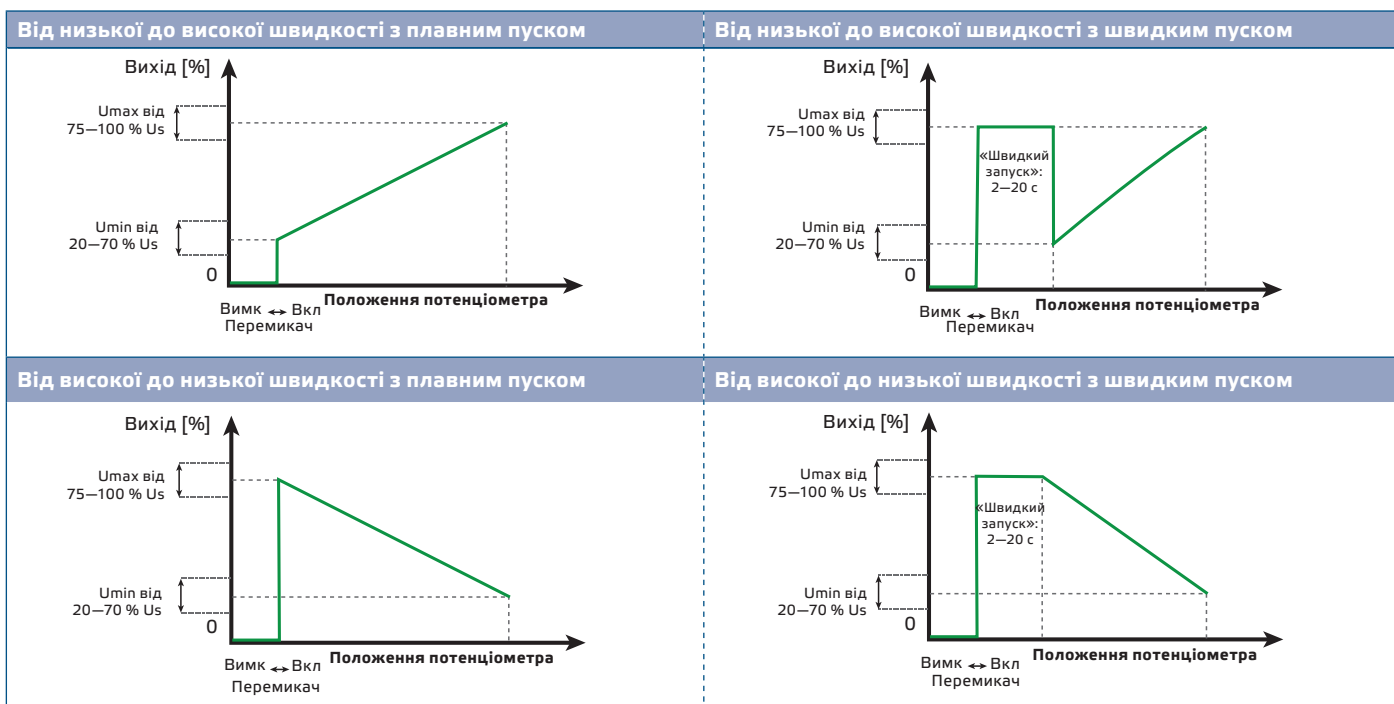 Від низької до високої швидкості з плавним пуском
Вихід [%]
Umax від
75—100 % Us
Umin від
20—70 % Us
0
Положення потенціометра
Вимк ↔ Вкл
Перемикач
Від низької до високої швидкості з швидким пуском
Вихід [%]
Umax від
75—100 % Us
«Швидкий
запуск»:
2—20 с
Umin від
20—70 % Us
0
Положення потенціометра
Вимк ↔ Вкл
Перемикач
Від високої до низької швидкості з плавним пуском
Вихід [%]
Umax від
75—100 % Us
Umin від
20—70 % Us
0
Положення потенціометра
Вимк ↔ Вкл
Перемикач
Від високої до низької швидкості з швидким пуском
Вихід [%]
Umax від
75—100 % Us
«Швидкий
запуск»:
2—20 с
Umin від
20—70 % Us
0
Положення потенціометра
Вимк ↔ Вкл
Перемикач